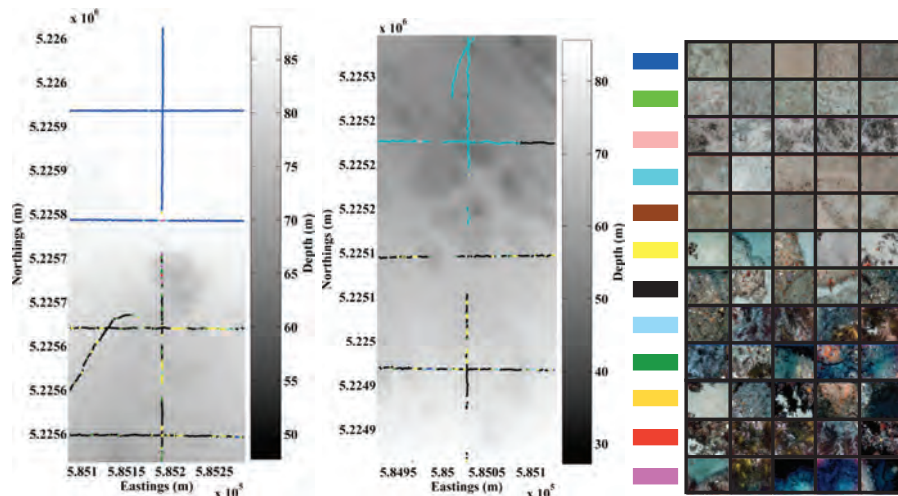 x 10⁶
5.226
5.226
5.2259
5.2259
5.2258
5.2257
5.2257
5.2256
5.2256
5.2256
Northings (m)
5.851 5.8515 5.852 5.8525
Eastings (m)
x 10⁵
85
80
75
70
65
60
55
50
Depth (m)
x 10⁶
5.2253
5.2252
5.2252
5.2252
5.2251
5.2251
5.225
5.2249
5.2249
Northings (m)
5.8495 5.85 5.8505 5.851
Eastings (m)
x 10⁵
80
70
60
50
40
30
Depth (m)